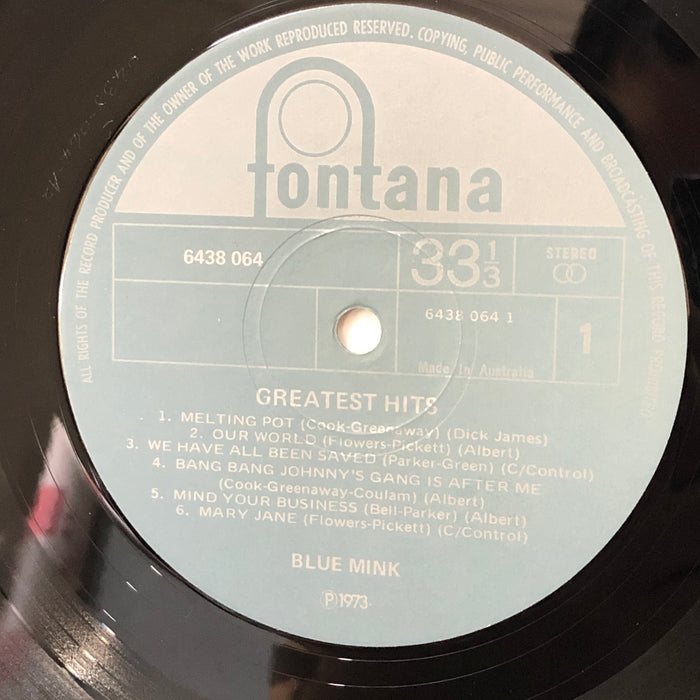 ALL RIGHTS OF THE RECORD PRODUCER AND OF THE OWNER OF THE WORK REPRODUCED RESERVED. COPYING, PUBLIC PERFORMANCE AND BROADCASTING OF THIS RECORD PROHIBITED
fontana
6438 064
33 1/3
STEREO
6438 064 1
1
Made In Australia
GREATEST HITS
1. MELTING POT (Cook-Greenaway) (Dick James)
2. OUR WORLD (Flowers-Pickett) (Albert)
3. WE HAVE ALL BEEN SAVED (Parker-Green) (C/Control)
4. BANG BANG JOHNNY'S GANG IS AFTER ME
(Cook-Greenaway-Coulam) (Albert)
5. MIND YOUR BUSINESS (Bell-Parker) (Albert)
6. MARY JANE (Flowers-Pickett) (C/Control)
BLUE MINK
℗1973